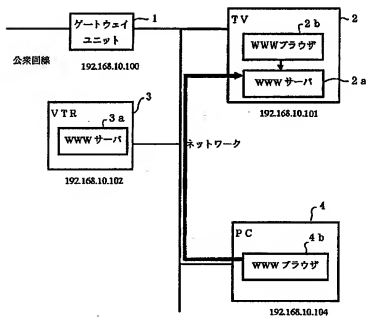 ゲートウェイ
ユニット
1
公衆回線
192.168.10.100
TV
2
2b
WWWブラウザ
WWWサーバ
2a
192.168.10.101
3
VTR
3a
WWWサーバ
192.168.10.102
ネットワーク
4
PC
4b
WWWブラウザ
192.168.10.104